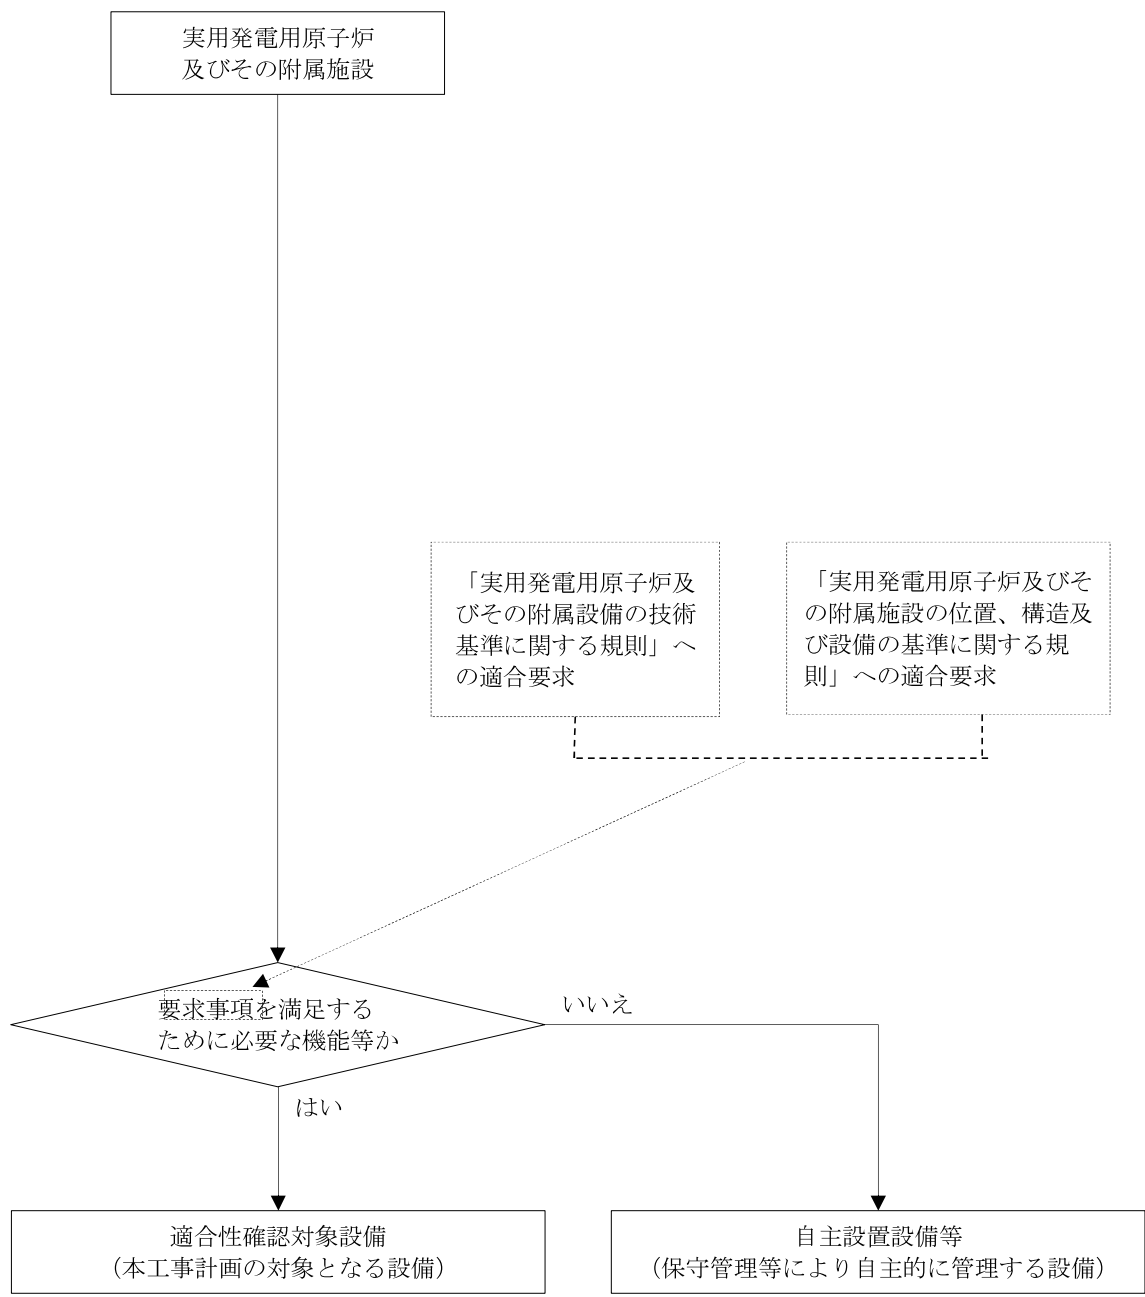 実用発電用原子炉
及びその附属施設
「実用発電用原子炉及
びその附属設備の技術
基準に関する規則」へ
の適合要求
「実用発電用原子炉及びそ
の附属施設の位置、構造及
び設備の基準に関する規
則」への適合要求
要求事項を満足する
ために必要な機能等か
いいえ
はい
適合性確認対象設備
（本工事計画の対象となる設備）
自主設置設備等
（保守管理等により自主的に管理する設備）